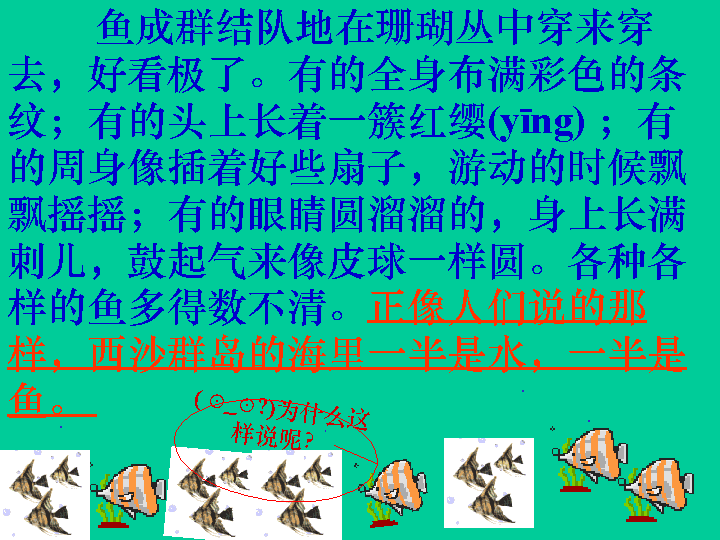 鱼成群结队地在珊瑚丛中穿来穿
去，好看极了。有的全身布满彩色的条
纹；有的头上长着一簇红缨(yīng)；有
的周身像插着好些扇子，游动的时候飘
飘摇摇；有的眼睛圆溜溜的，身上长满
刺儿，鼓起气来像皮球一样圆。各种各
样的鱼多得数不清。正像人们说的那
样，西沙群岛的海里一半是水，一半是
鱼。
(⊙_⊙?)为什么这
样说呢？